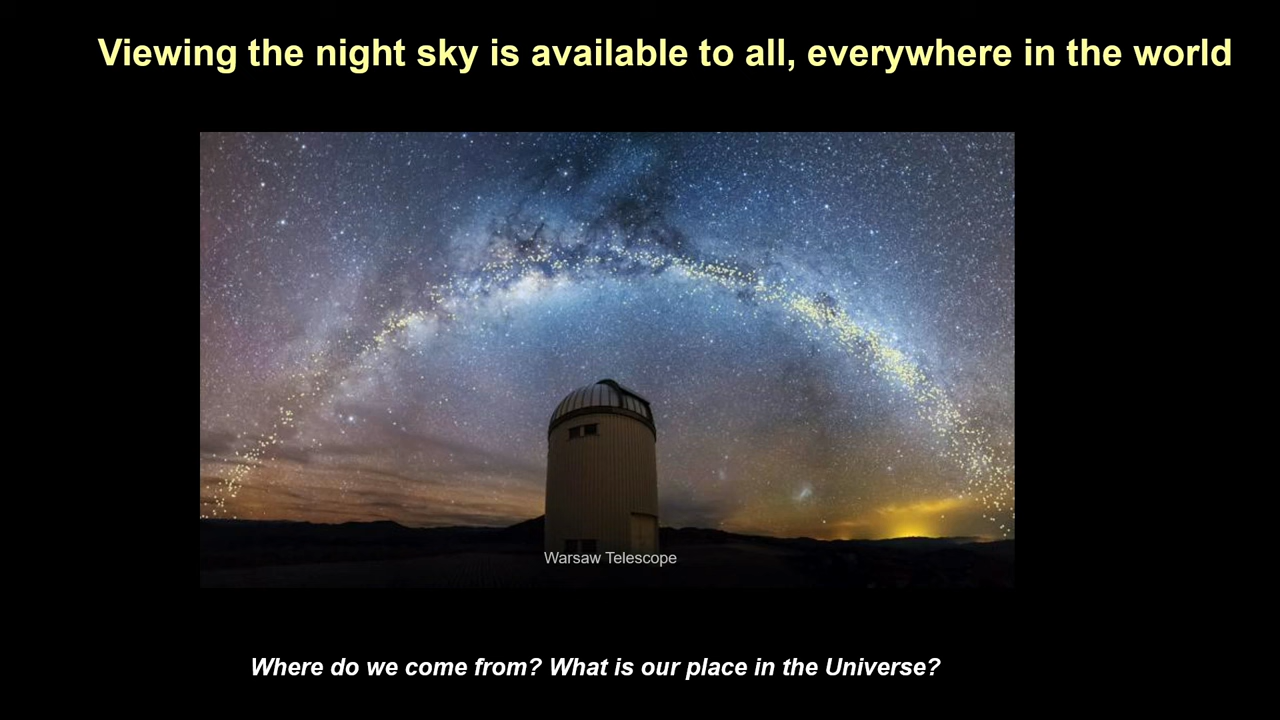 Viewing the night sky is available to all, everywhere in the world
Warsaw Telescope
Where do we come from? What is our place in the Universe?